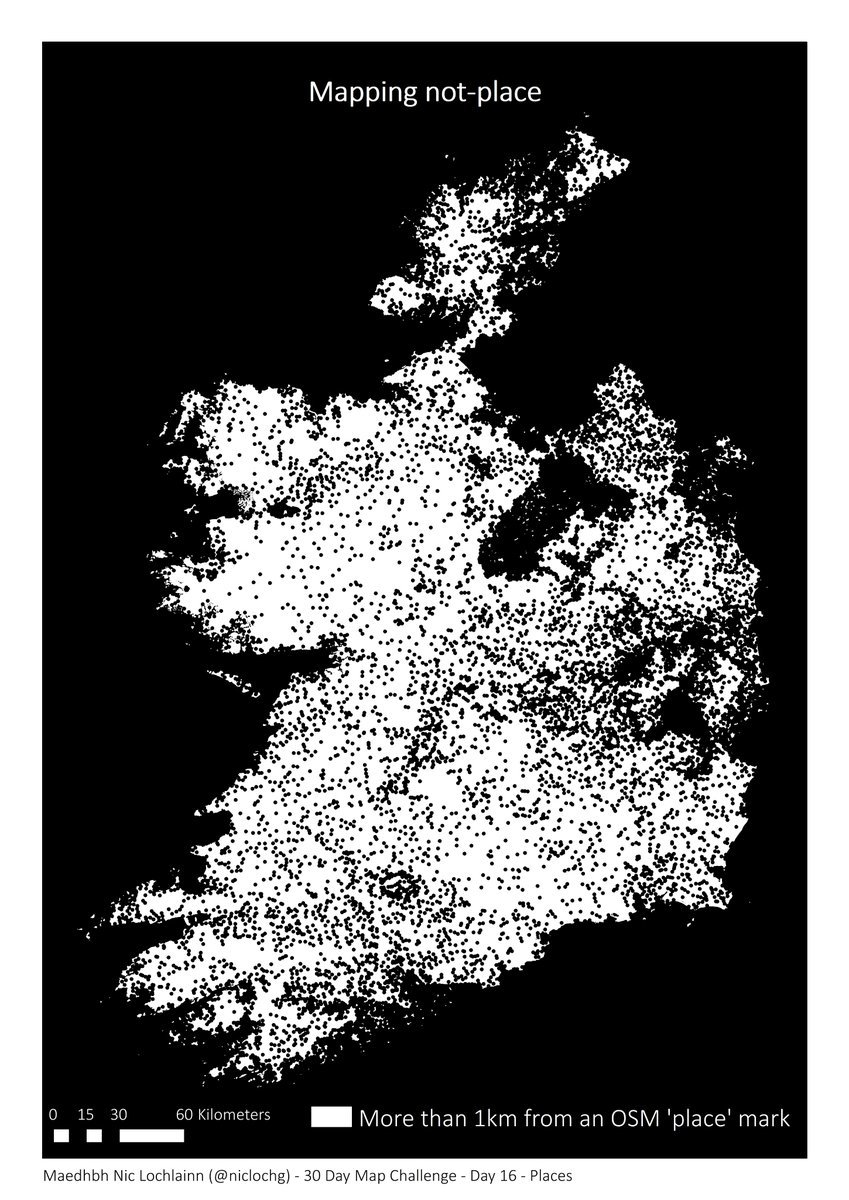 Mapping not-place
0 15 30 60 Kilometers
More than 1km from an OSM 'place' mark
Maedhbh Nic Lochlainn (@niclochg) - 30 Day Map Challenge - Day 16 - Places